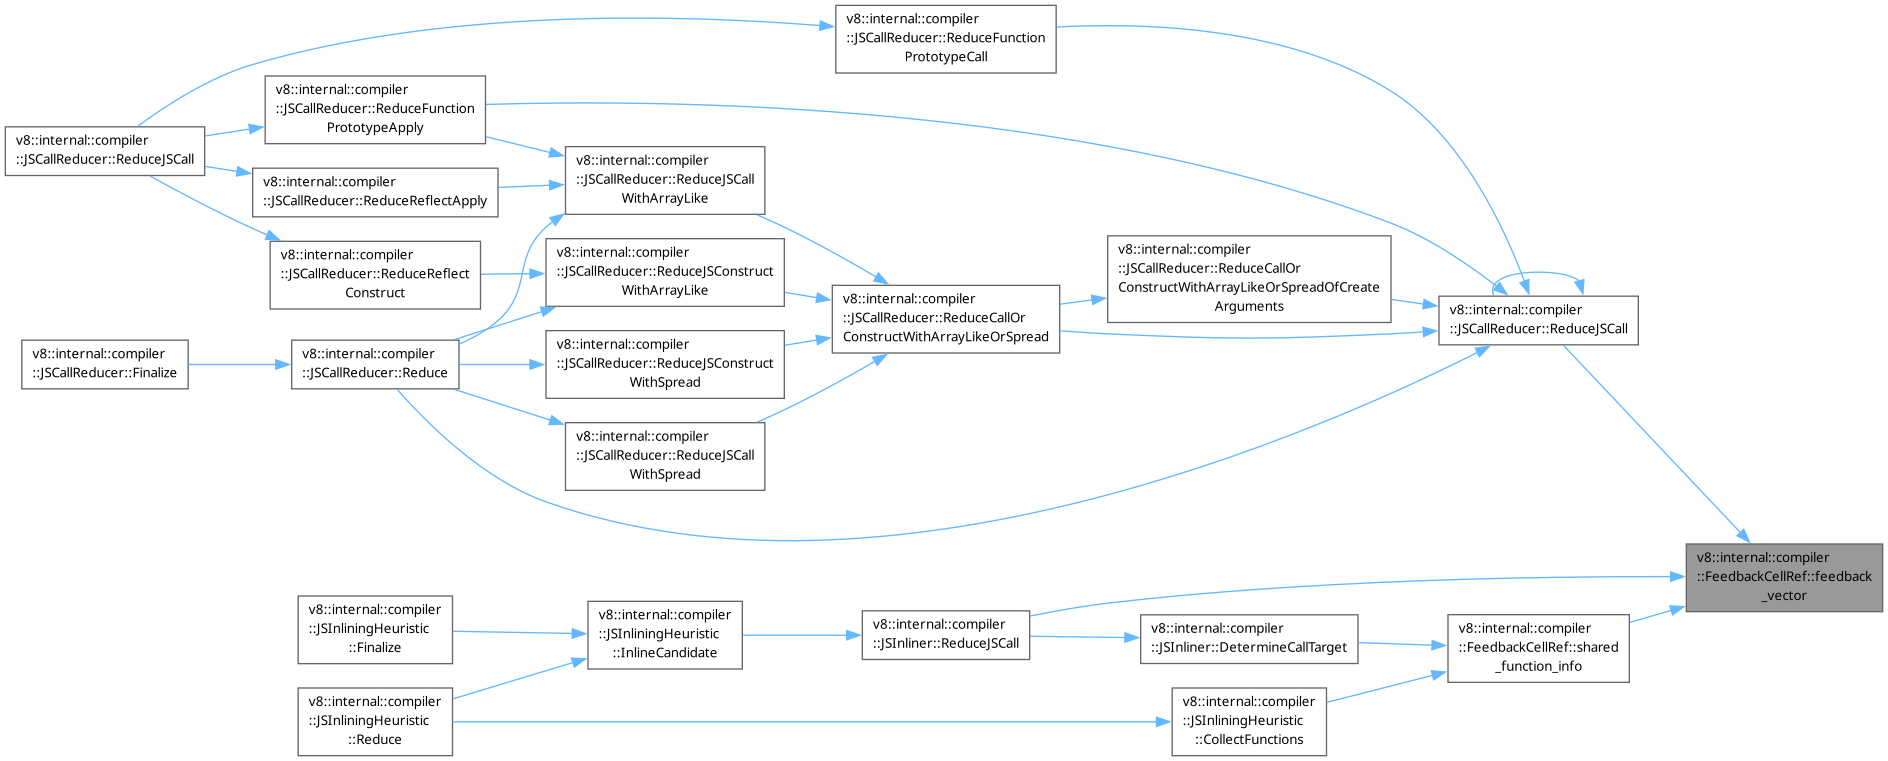 v8::internal::compiler
::JSCallReducer::ReduceFunction
PrototypeCall
v8::internal::compiler
::JSCallReducer::ReduceFunction
PrototypeApply
v8::internal::compiler
::JSCallReducer::ReduceJSCall
v8::internal::compiler
::JSCallReducer::ReduceJSCall
WithArrayLike
v8::internal::compiler
::JSCallReducer::ReduceReflectApply
v8::internal::compiler
::JSCallReducer::ReduceReflect
Construct
v8::internal::compiler
::JSCallReducer::ReduceJSConstruct
WithArrayLike
v8::internal::compiler
::JSCallReducer::ReduceCallOr
ConstructWithArrayLikeOrSpreadOfCreate
Arguments
v8::internal::compiler
::JSCallReducer::ReduceCallOr
ConstructWithArrayLikeOrSpread
v8::internal::compiler
::JSCallReducer::ReduceJSCall
v8::internal::compiler
::JSCallReducer::Finalize
v8::internal::compiler
::JSCallReducer::Reduce
v8::internal::compiler
::JSCallReducer::ReduceJSConstruct
WithSpread
v8::internal::compiler
::JSCallReducer::ReduceJSCall
WithSpread
v8::internal::compiler
::FeedbackCellRef::feedback
_vector
v8::internal::compiler
::JSInliningHeuristic
::Finalize
v8::internal::compiler
::JSInliningHeuristic
::InlineCandidate
v8::internal::compiler
::JSInliner::ReduceJSCall
v8::internal::compiler
::JSInliner::DetermineCallTarget
v8::internal::compiler
::FeedbackCellRef::shared
_function_info
v8::internal::compiler
::JSInliningHeuristic
::Reduce
v8::internal::compiler
::JSInliningHeuristic
::CollectFunctions